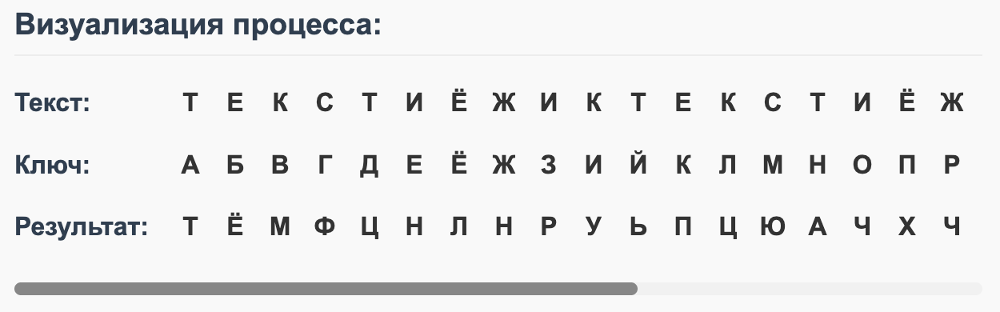 Визуализация процесса:
Текст: Т Е К С Т И Ё Ж И К Т Е К С Т И Ё Ж
Ключ: А Б В Г Д Е Ё Ж З И Й К Л М Н О П Р
Результат: Т Ё М Ф Ц Н Л Н Р У Ь П Ц Ю А Ч Х Ч